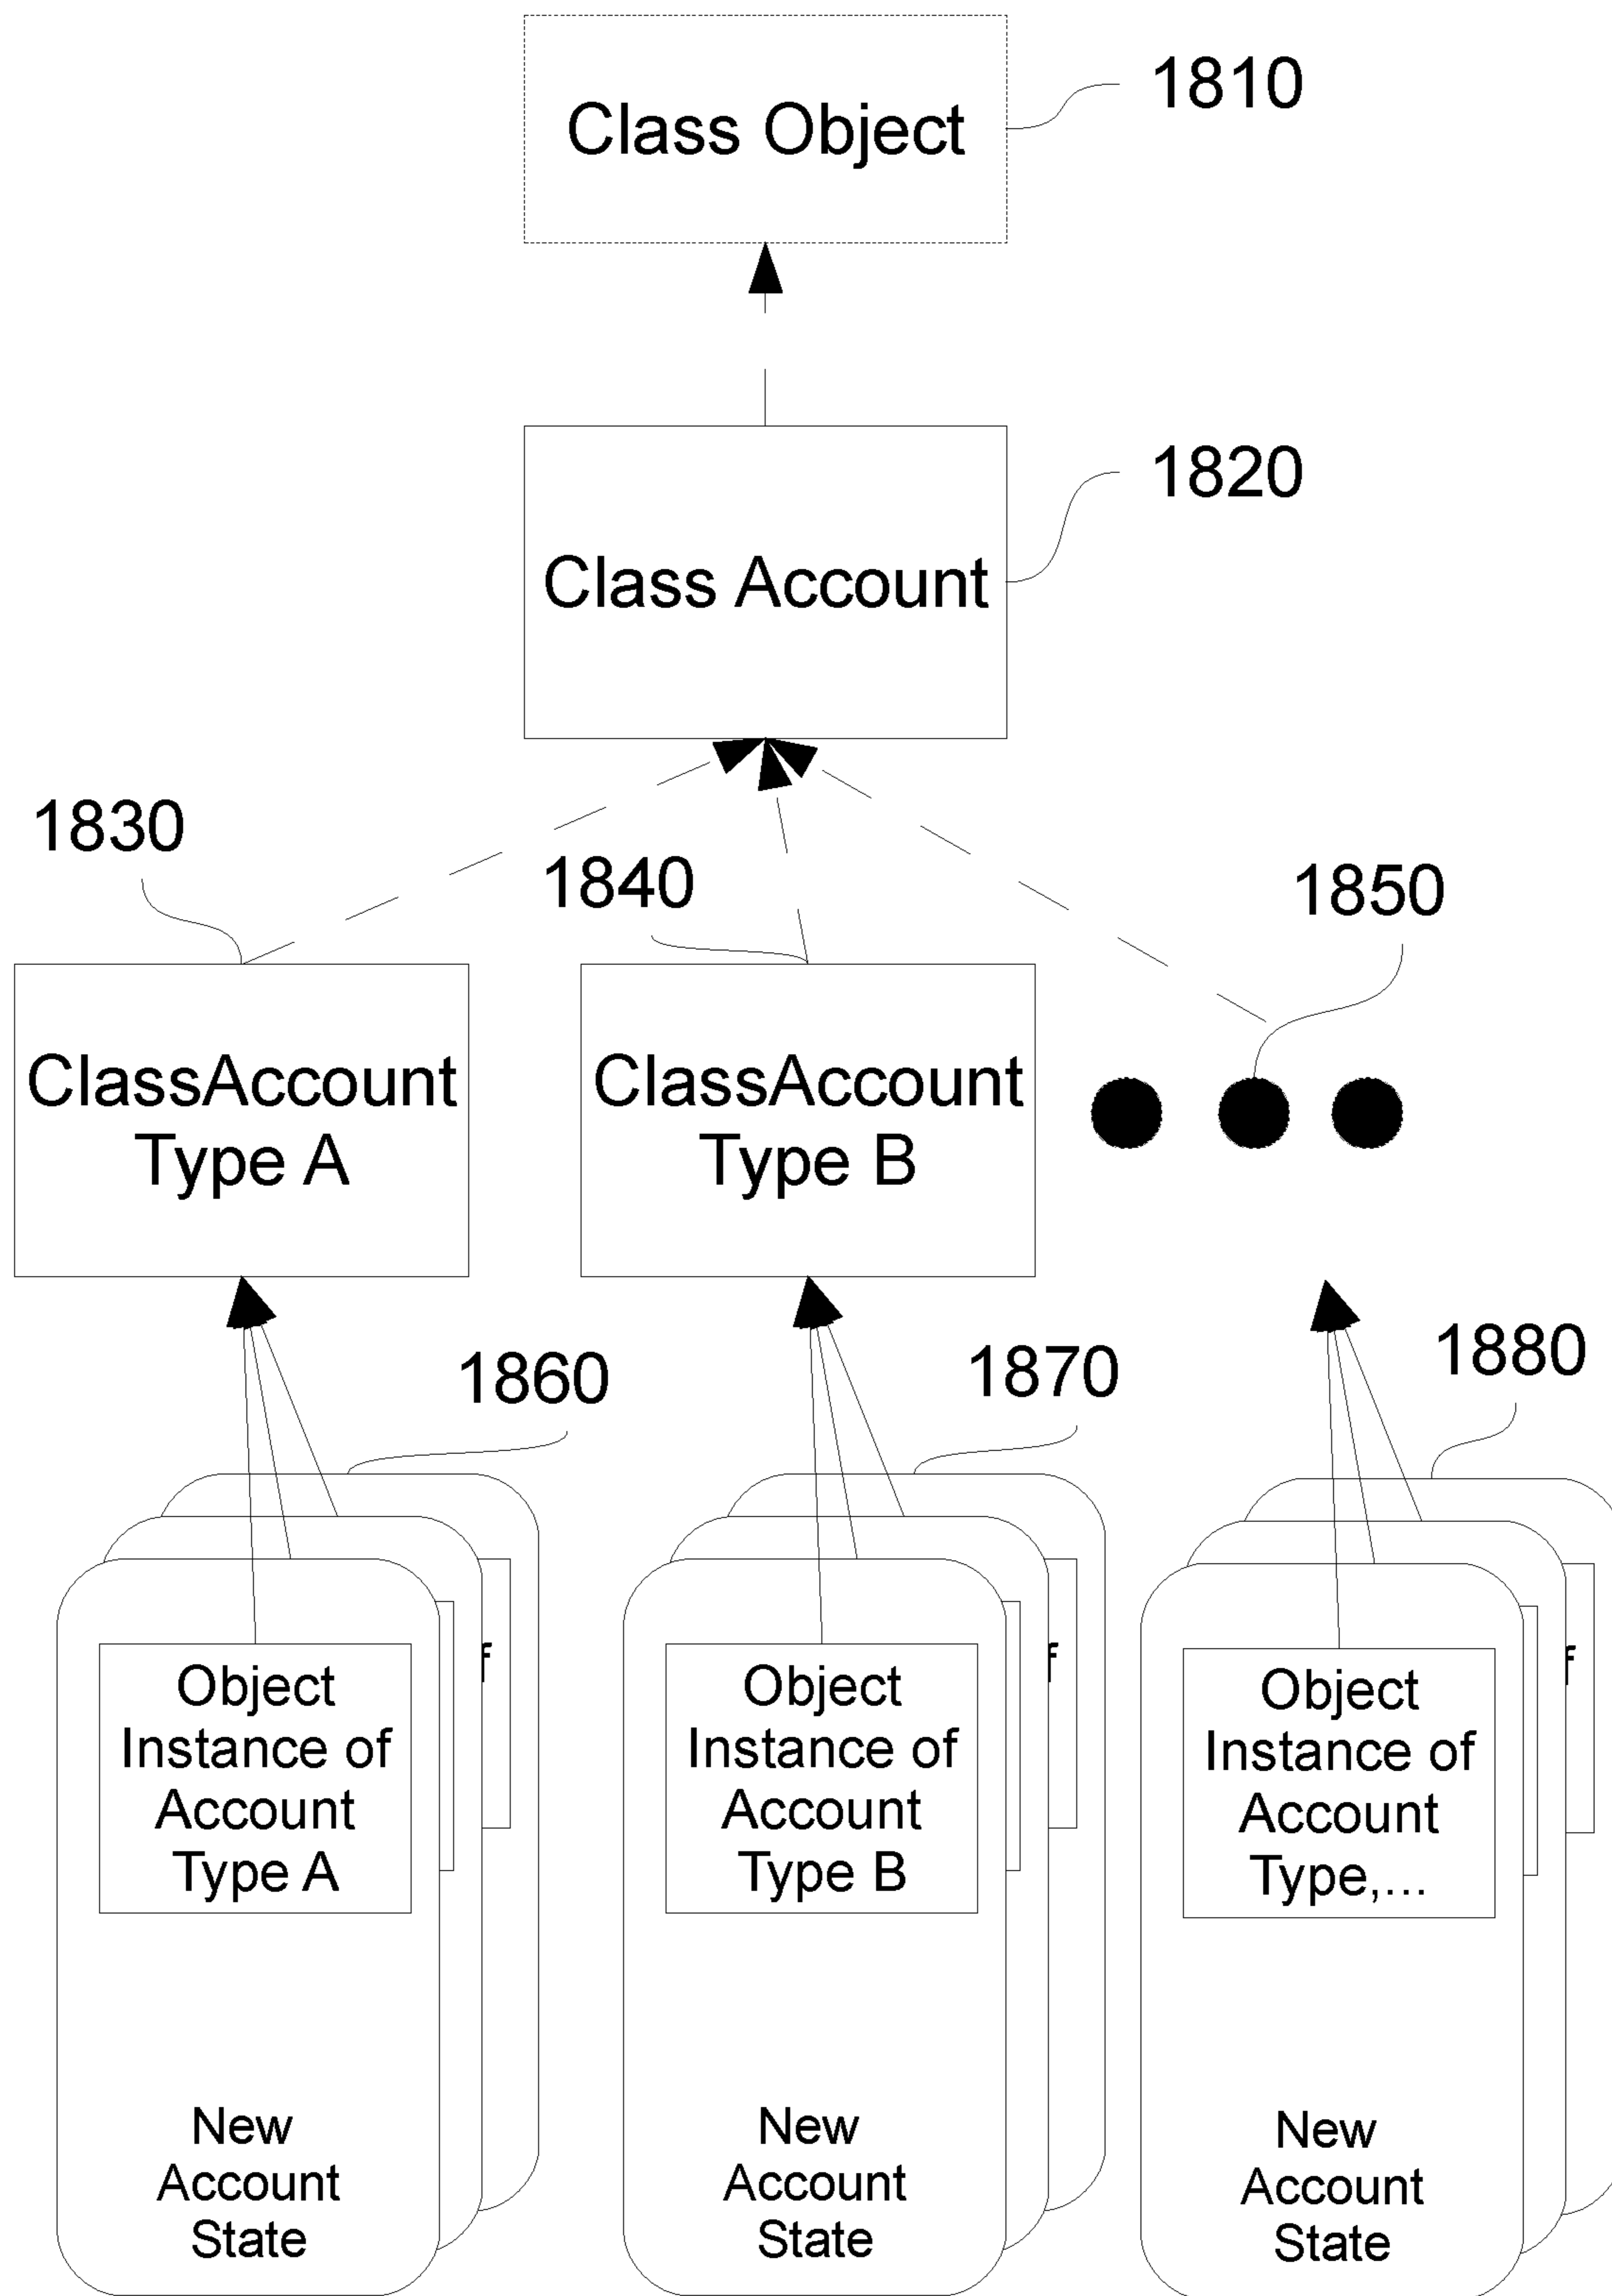 Class Object
1810
Class Account
1820
1830
1840
1850
ClassAccount
Type A
ClassAccount
Type B
1860
1870
1880
Object
Instance of
Account
Type A
New
Account
State
f
Object
Instance of
Account
Type B
New
Account
State
f
Object
Instance of
Account
Type,...
New
Account
State
f